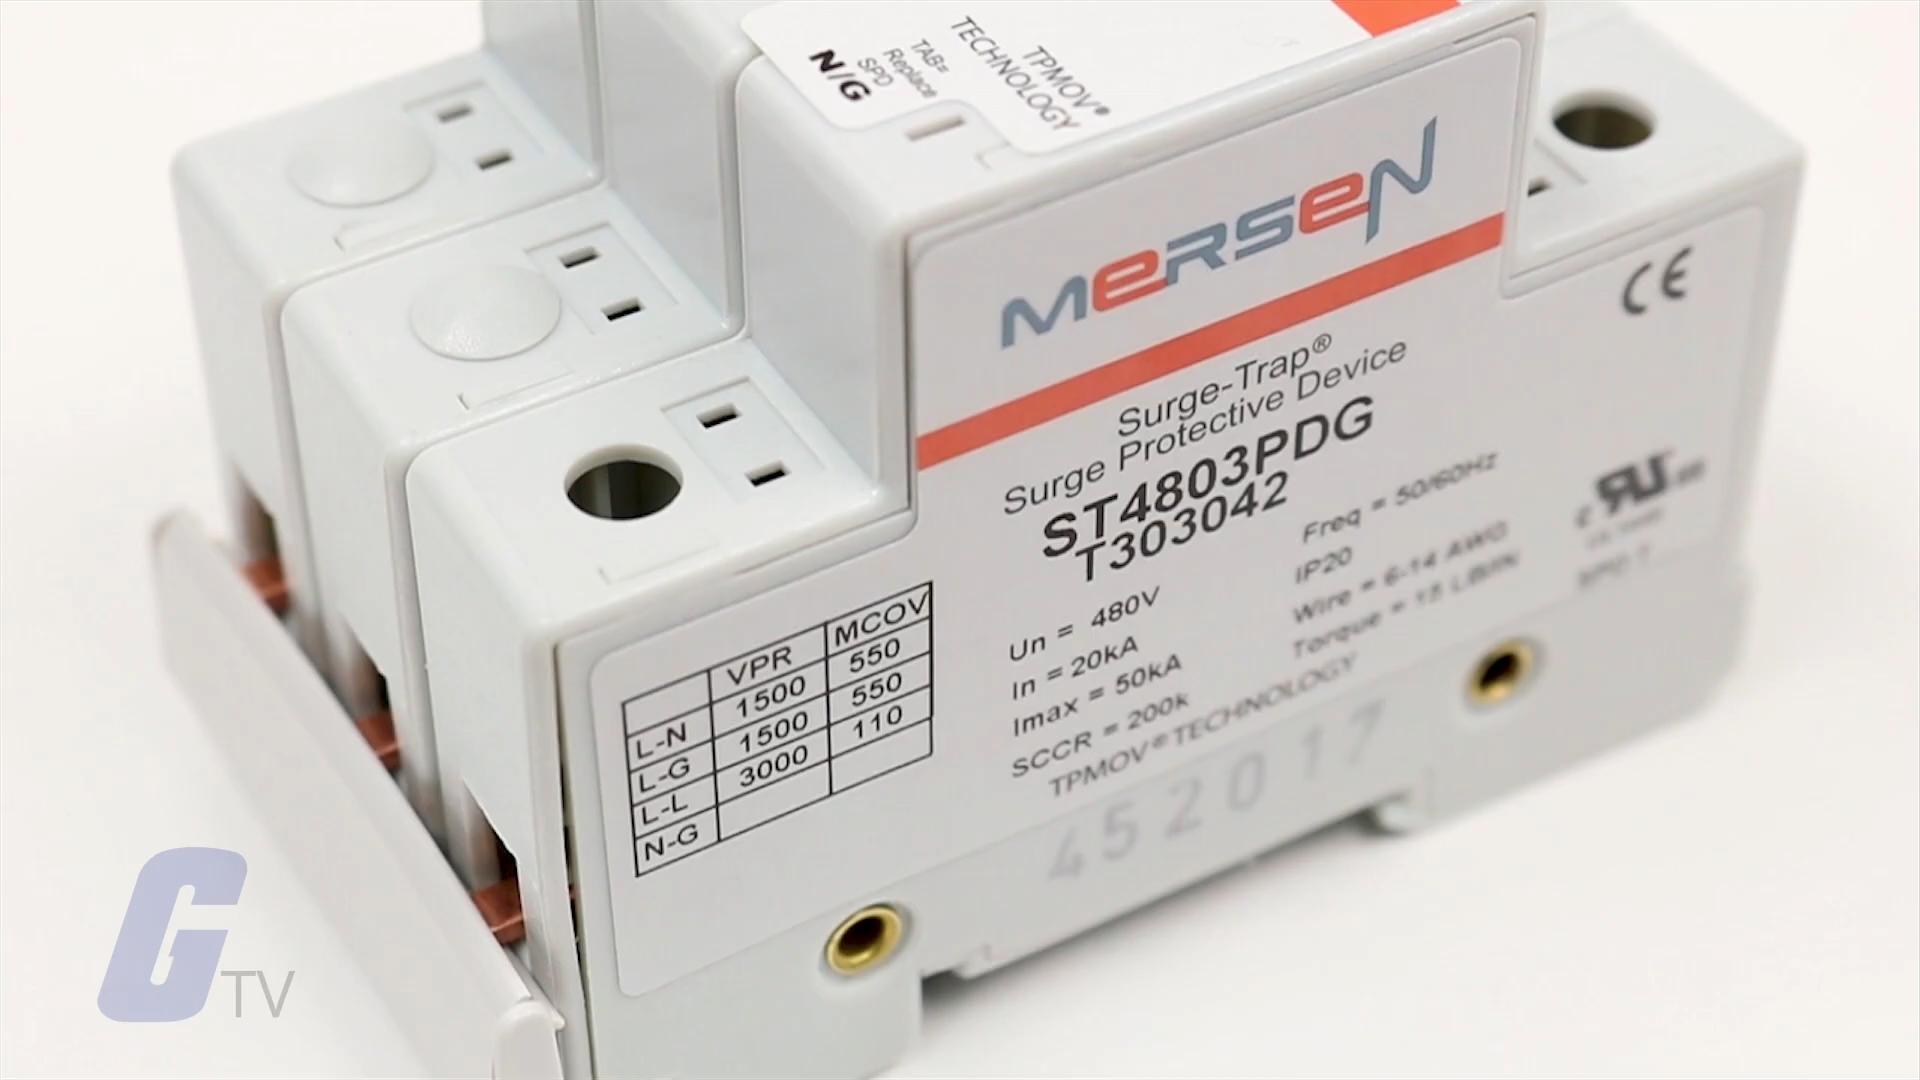 TPMOV®
TECHNOLOGY
TAB=
Replace
SPD
N/G
MERSEN
CE
Surge-Trap®
Surge Protective Device
ST4803PDG
T303042
Un = 480V
In = 20kA
Imax = 50kA
SCCR = 200k
TPMOV® TECHNOLOGY
Freq = 50/60Hz
IP20
Wire = 6-14 AWG
Torque = 15 LB/IN
VPR MCOV
L-N 1500 550
L-G 1500 550
L-L 3000 110
N-G
452017
G TV